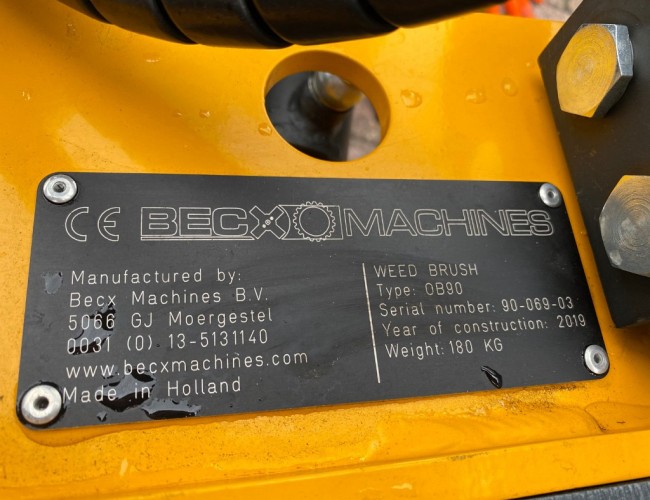 CE BECX MACHINES
Manufactured by:
Becx Machines B.V.
5066 GJ Moergestel
0031 (0) 13-5131140
www.becxmachines.com
Made in Holland
WEED BRUSH
Type: OB90
Serial number: 90-069-03
Year of construction: 2019
Weight: 180 KG